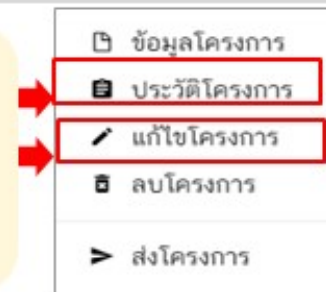 ข้อมูลโครงการ
ประวัติโครงการ
แก้ไขโครงการ
ลบโครงการ
ส่งโครงการ